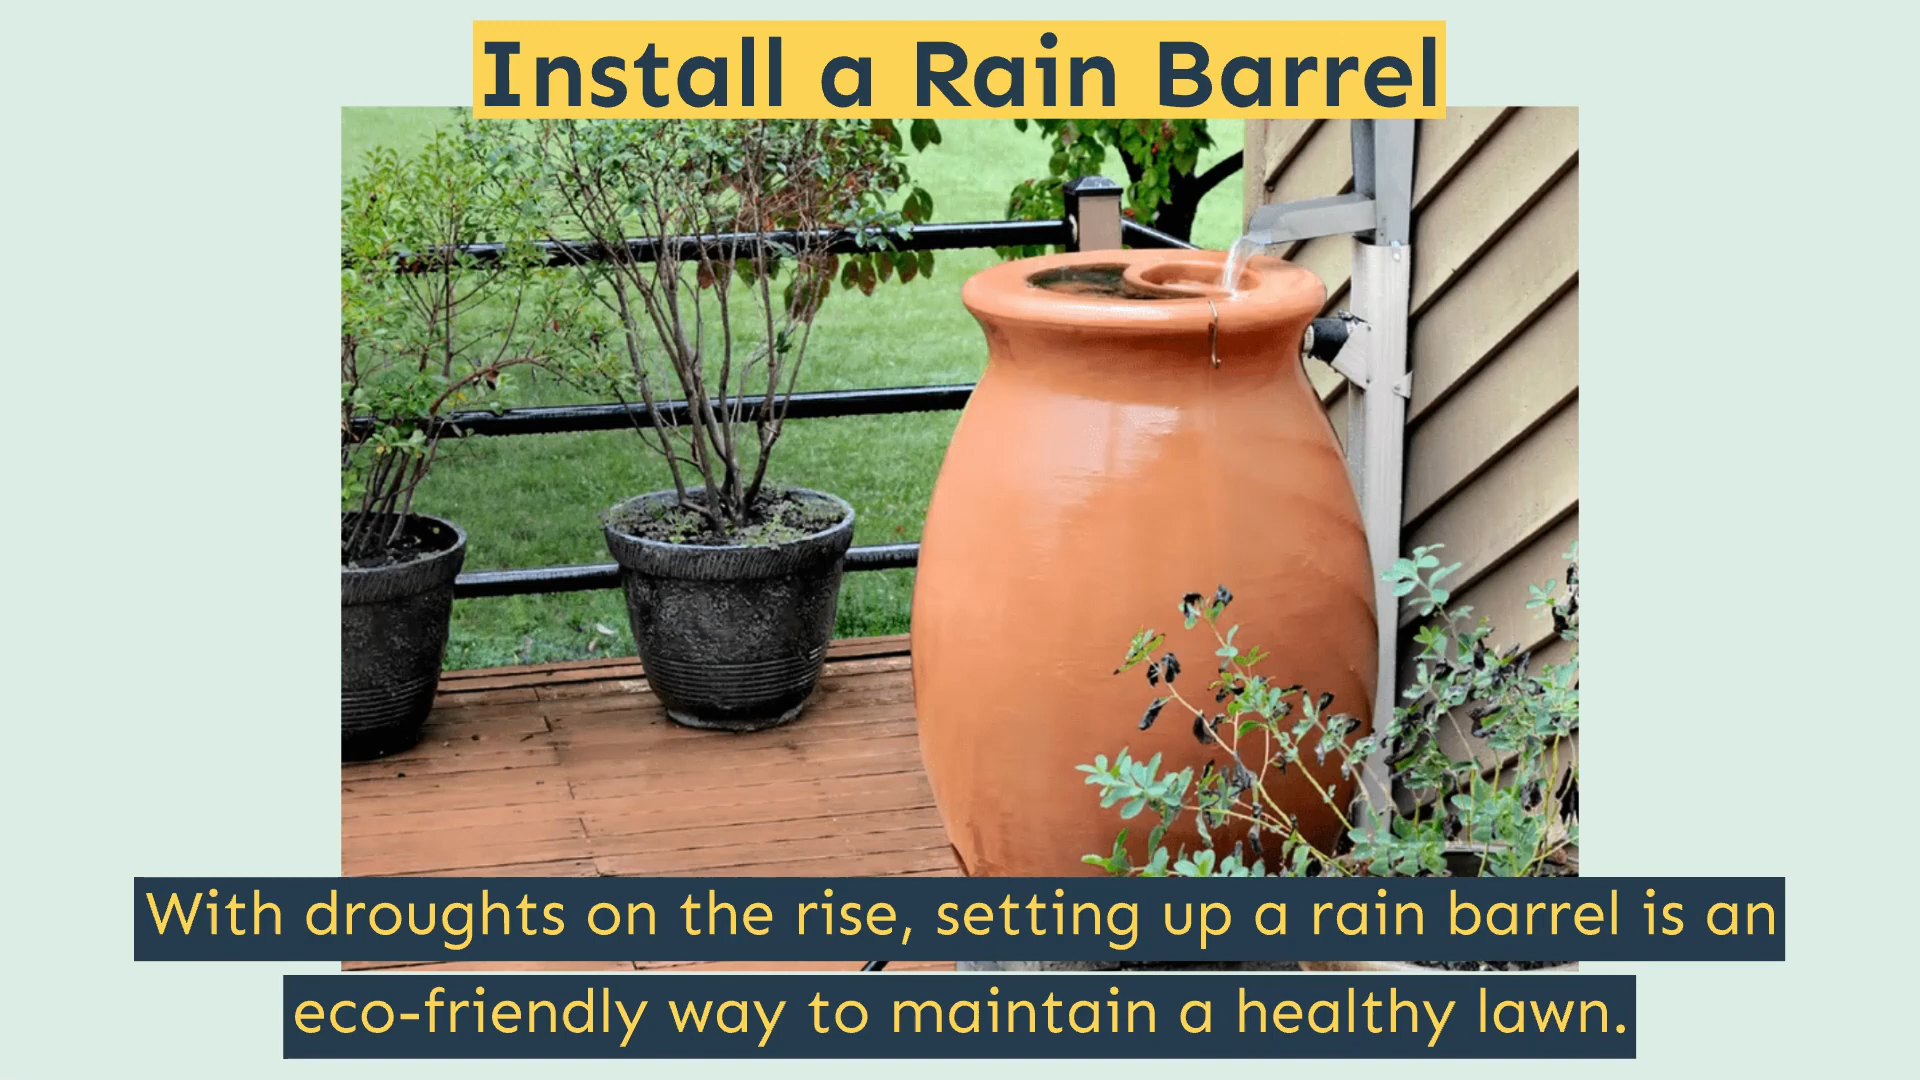 Install a Rain Barrel
With droughts on the rise, setting up a rain barrel is an
eco-friendly way to maintain a healthy lawn.